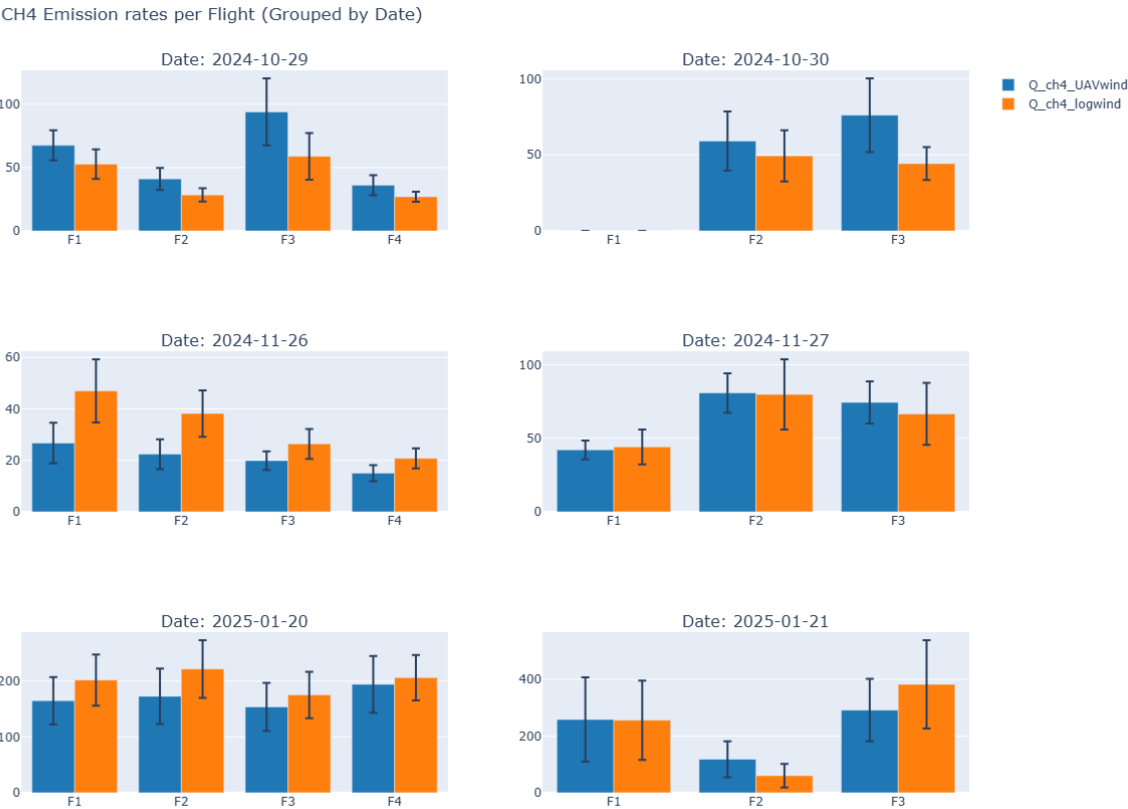 CH4 Emission rates per Flight (Grouped by Date)
Date: 2024-10-29
100
50
0
F1 F2 F3 F4
Date: 2024-10-30
100
50
0
F1 F2 F3
Q_ch4_UAVwind
Q_ch4_logwind
Date: 2024-11-26
60
40
20
0
F1 F2 F3 F4
Date: 2024-11-27
100
50
0
F1 F2 F3
Date: 2025-01-20
200
100
0
F1 F2 F3 F4
Date: 2025-01-21
400
200
0
F1 F2 F3